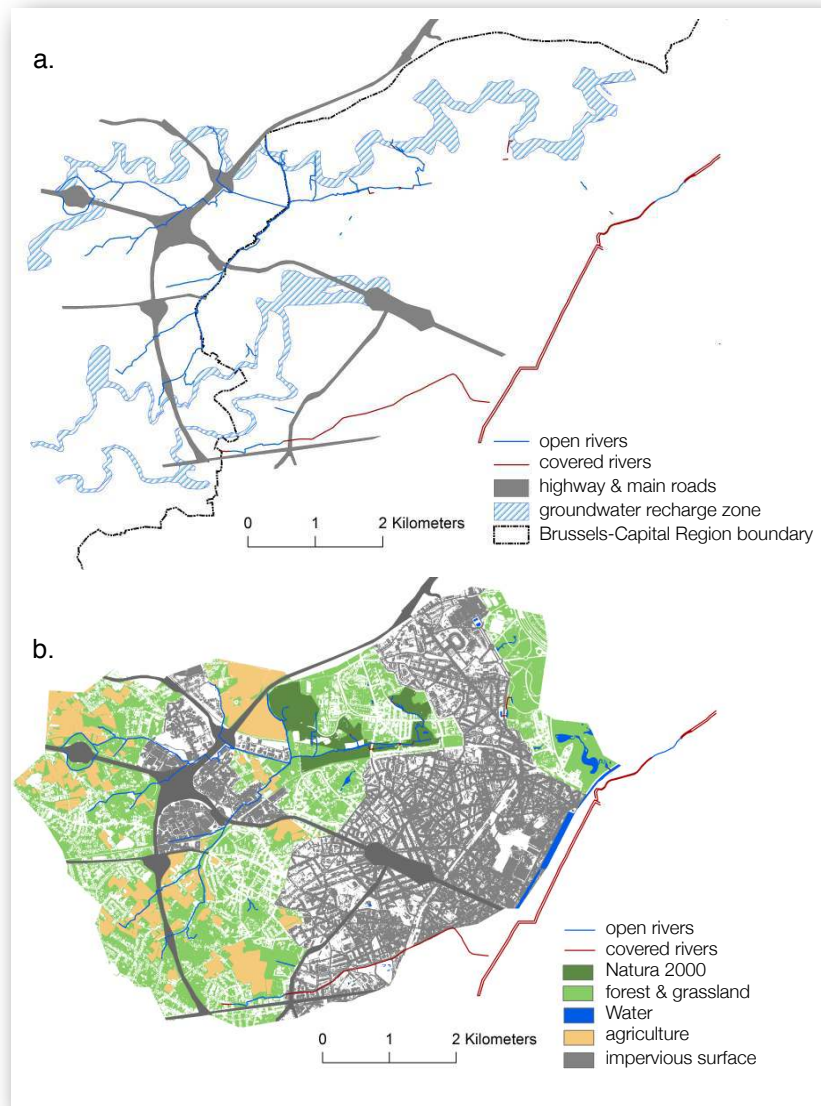 a.
open rivers
covered rivers
highway & main roads
groundwater recharge zone
Brussels-Capital Region boundary
0 1 2 Kilometers
b.
open rivers
covered rivers
Natura 2000
forest & grassland
Water
agriculture
impervious surface
0 1 2 Kilometers